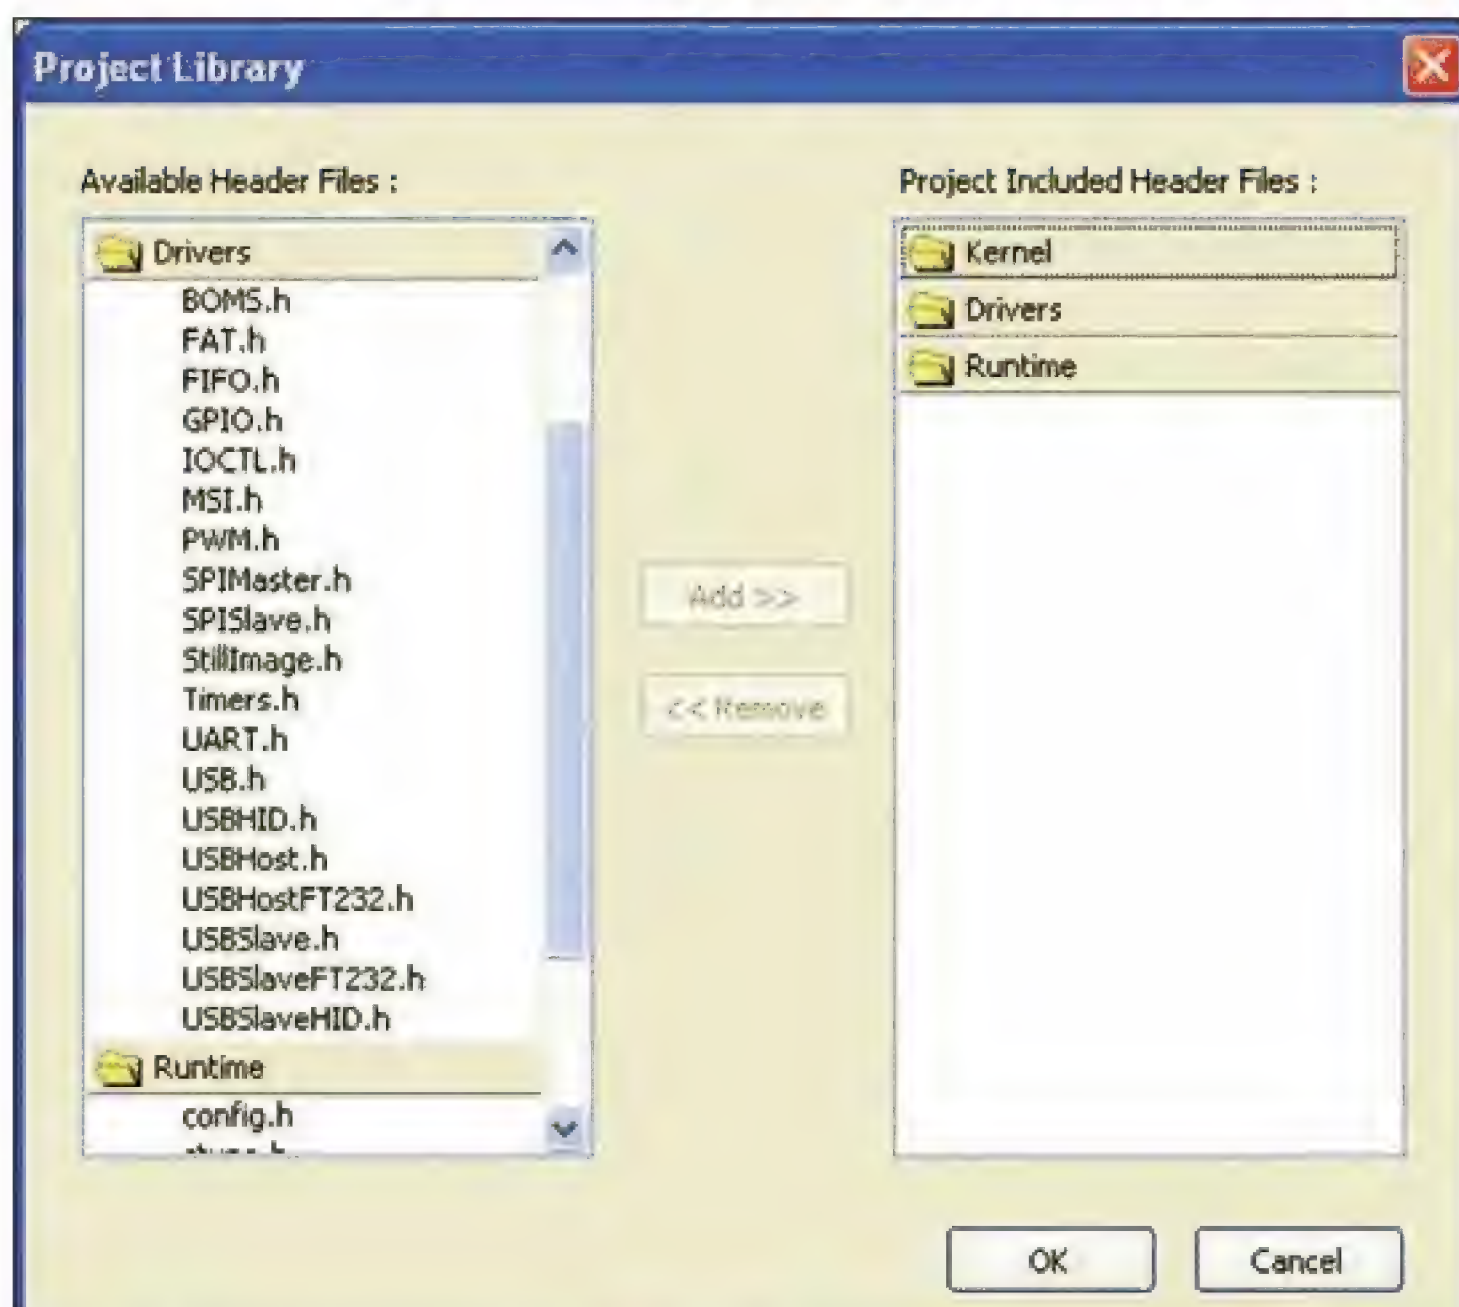 Project Library
Available Header Files :
Drivers
BOMS.h
FAT.h
FIFO.h
GPIO.h
IOCTL.h
MSI.h
PWM.h
SPIMaster.h
SPISlave.h
StillImage.h
Timers.h
UART.h
USB.h
USBHID.h
USBHost.h
USBHostFT232.h
USBSlave.h
USBSlaveFT232.h
USBSlaveHID.h
Runtime
config.h
Add >>
<< Remove
Project Included Header Files :
Kernel
Drivers
Runtime
OK
Cancel